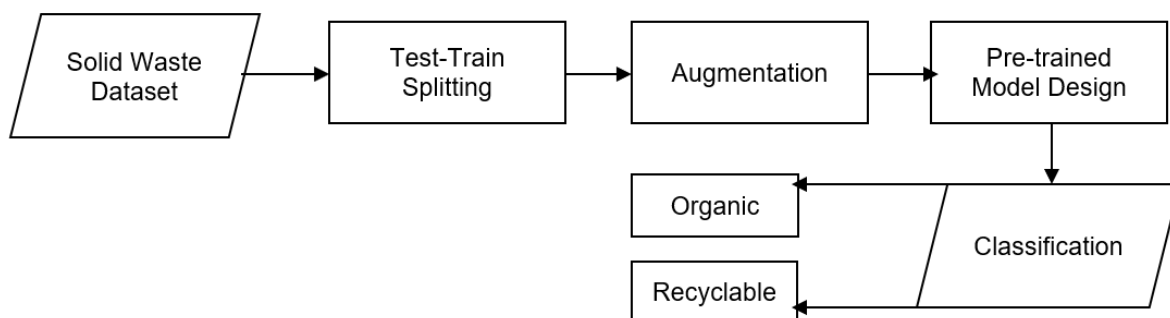 Solid Waste
Dataset
Test-Train
Splitting
Augmentation
Pre-trained
Model Design
Organic
Classification
Recyclable